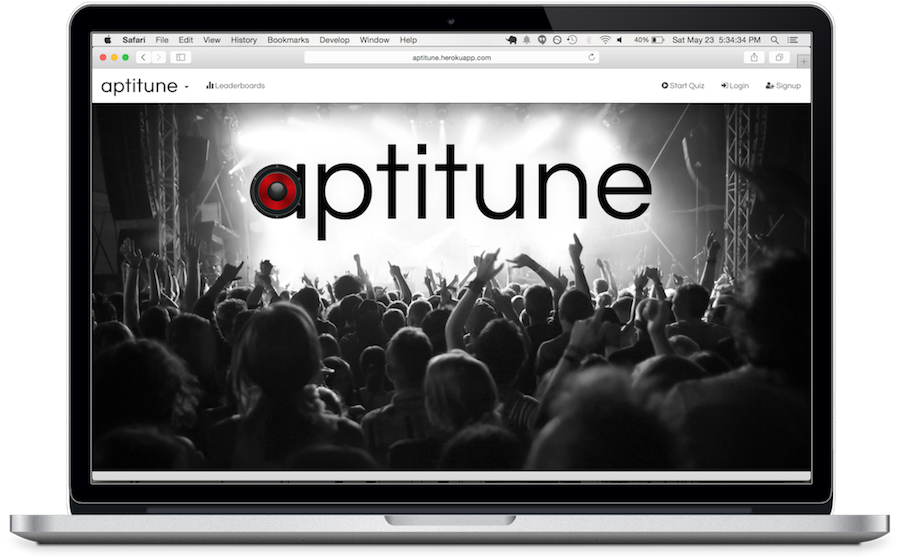 Safari File Edit View History Bookmarks Develop Window Help 40% Sat May 23 5:34:34 PM
aptitune.herokuapp.com
aptitune Leaderboards Start Quiz Login Signup
aptitune